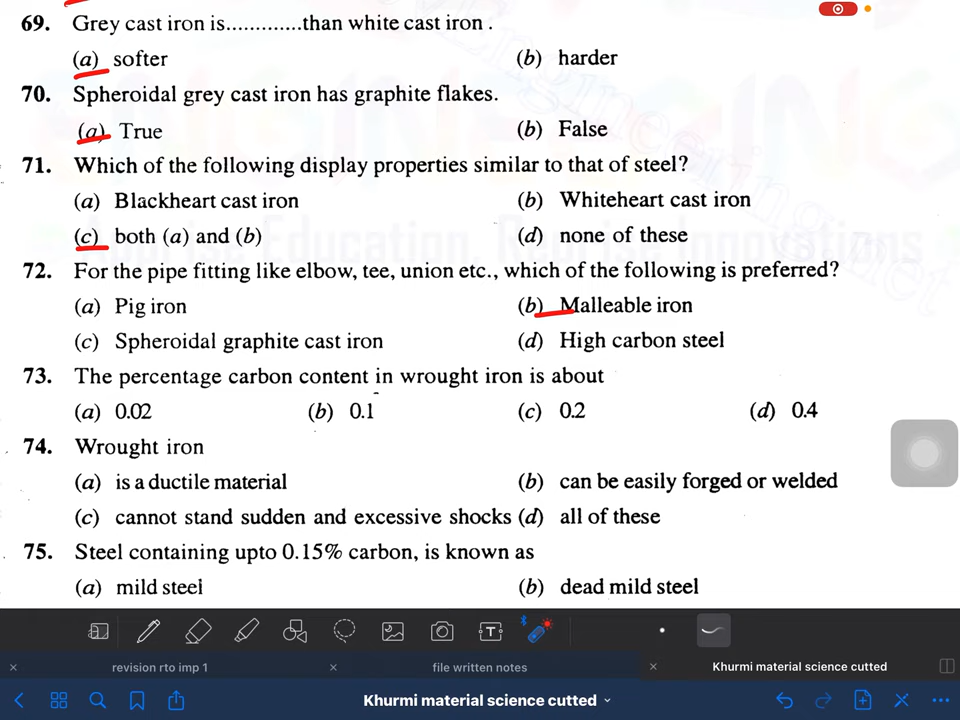 69. Grey cast iron is.............than white cast iron .
(a) softer (b) harder
70. Spheroidal grey cast iron has graphite flakes.
(a) True (b) False
71. Which of the following display properties similar to that of steel?
(a) Blackheart cast iron (b) Whiteheart cast iron
(c) both (a) and (b) (d) none of these
72. For the pipe fitting like elbow, tee, union etc., which of the following is preferred?
(a) Pig iron (b) Malleable iron
(c) Spheroidal graphite cast iron (d) High carbon steel
73. The percentage carbon content in wrought iron is about
(a) 0.02 (b) 0.1 (c) 0.2 (d) 0.4
74. Wrought iron
(a) is a ductile material (b) can be easily forged or welded
(c) cannot stand sudden and excessive shocks (d) all of these
75. Steel containing upto 0.15% carbon, is known as
(a) mild steel (b) dead mild steel
revision rto imp 1 file written notes Khurmi material science cutted
Khurmi material science cutted